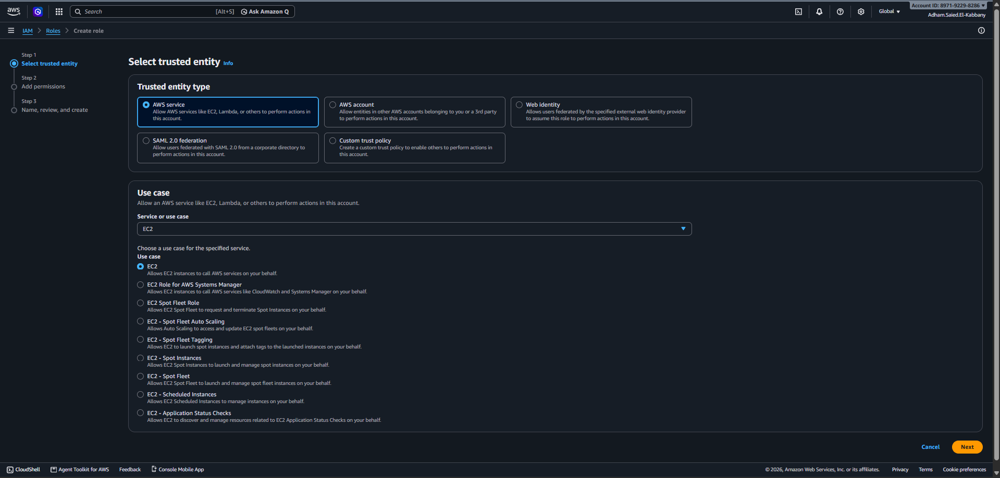 aws
Search
[Alt+S]
Ask Amazon Q
Global
Account ID: 8971-9229-8286
Adham.Saied.El-Kabbany
IAM
Roles
Create role
Step 1
Select trusted entity
Step 2
Add permissions
Step 3
Name, review, and create
Select trusted entity Info
Trusted entity type
AWS service
Allow AWS services like EC2, Lambda, or others to perform actions in
this account.
AWS account
Allow entities in other AWS accounts belonging to you or a 3rd party
to perform actions in this account.
Web identity
Allows users federated by the specified external web identity provider
to assume this role to perform actions in this account.
SAML 2.0 federation
Allow users federated with SAML 2.0 from a corporate directory to
perform actions in this account.
Custom trust policy
Create a custom trust policy to enable others to perform actions in
this account.
Use case
Allow an AWS service like EC2, Lambda, or others to perform actions in this account.
Service or use case
EC2
Choose a use case for the specified service.
Use case
EC2
Allows EC2 instances to call AWS services on your behalf.
EC2 Role for AWS Systems Manager
Allows EC2 instances to call AWS services like CloudWatch and Systems Manager on your behalf.
EC2 Spot Fleet Role
Allows EC2 Spot Fleet to request and terminate Spot Instances on your behalf.
EC2 - Spot Fleet Auto Scaling
Allows Auto Scaling to access and update EC2 spot fleets on your behalf.
EC2 - Spot Fleet Tagging
Allows EC2 to launch spot instances and attach tags to the launched instances on your behalf.
EC2 - Spot Instances
Allows EC2 Spot Instances to launch and manage spot instances on your behalf.
EC2 - Spot Fleet
Allows EC2 Spot Fleet to launch and manage spot fleet instances on your behalf.
EC2 - Scheduled Instances
Allows EC2 Scheduled Instances to manage instances on your behalf.
EC2 - Application Status Checks
Allows EC2 to discover and manage resources related to EC2 Application Status Checks on your behalf.
Cancel
Next
CloudShell
Agent Toolkit for AWS
Feedback
Console Mobile App
© 2026, Amazon Web Services, Inc. or its affiliates.
Privacy
Terms
Cookie preferences